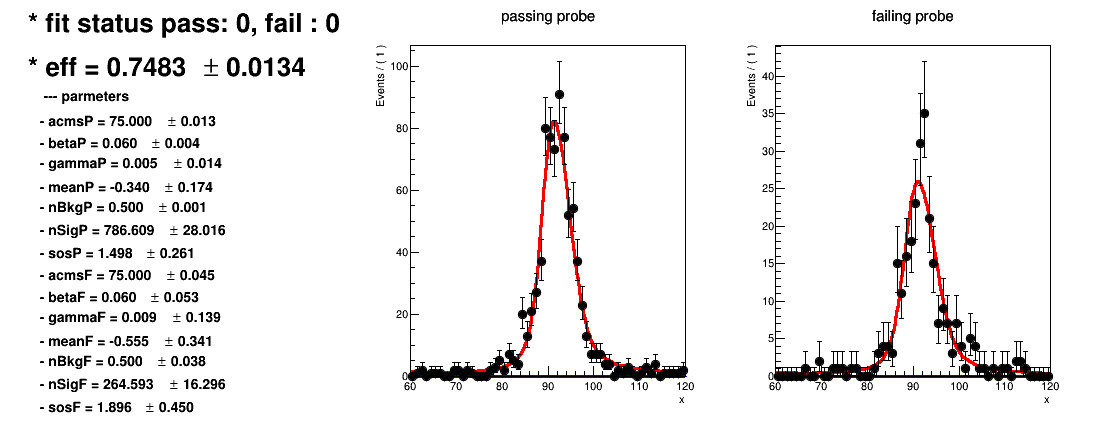 * fit status pass: 0, fail : 0
* eff = 0.7483 ± 0.0134
--- parmeters
- acmsP = 75.000 ± 0.013
- betaP = 0.060 ± 0.004
- gammaP = 0.005 ± 0.014
- meanP = -0.340 ± 0.174
- nBkgP = 0.500 ± 0.001
- nSigP = 786.609 ± 28.016
- sosP = 1.498 ± 0.261
- acmsF = 75.000 ± 0.045
- betaF = 0.060 ± 0.053
- gammaF = 0.009 ± 0.139
- meanF = -0.555 ± 0.341
- nBkgF = 0.500 ± 0.038
- nSigF = 264.593 ± 16.296
- sosF = 1.896 ± 0.450
passing probe
Events / ( 1 )
100
80
60
40
20
0
60 70 80 90 100 110 120
x
failing probe
Events / ( 1 )
40
35
30
25
20
15
10
5
0
60 70 80 90 100 110 120
x